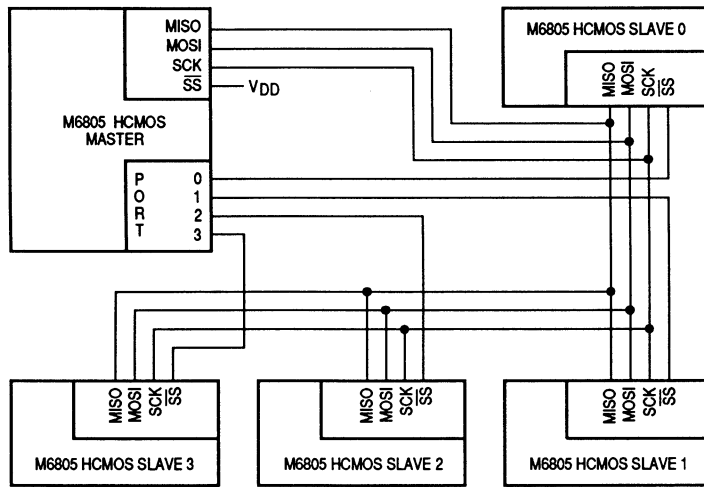 MISO
MOSI
SCK
SS
VDD
M6805 HCMOS
MASTER
PORT
0
1
2
3
M6805 HCMOS SLAVE 0
MISO
MOSI
SCK
SS
MISO
MOSI
SCK
SS
M6805 HCMOS SLAVE 3
MISO
MOSI
SCK
SS
M6805 HCMOS SLAVE 2
MISO
MOSI
SCK
SS
M6805 HCMOS SLAVE 1